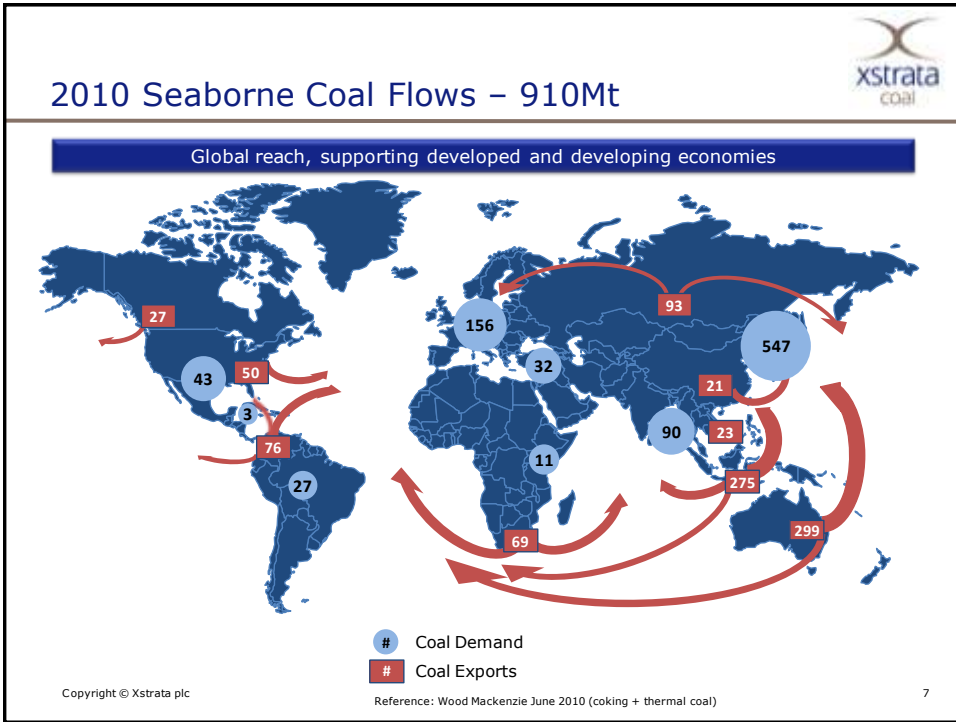 xstrata
coal
2010 Seaborne Coal Flows – 910Mt
Global reach, supporting developed and developing economies
27
93
156
547
32
50
43
21
3
90
23
76
11
275
27
299
69
# Coal Demand
# Coal Exports
Copyright © Xstrata plc
Reference: Wood Mackenzie June 2010 (coking + thermal coal)
7